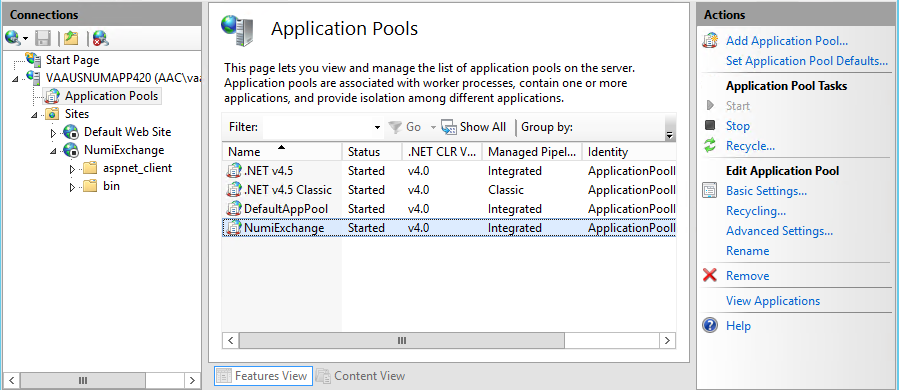 Connections
Start Page
VAAUSNUMAPP420 (AAC\vaa
Application Pools
Sites
Default Web Site
NumiExchange
aspnet_client
bin
Application Pools
This page lets you view and manage the list of application pools on the server.
Application pools are associated with worker processes, contain one or more
applications, and provide isolation among different applications.
Filter: Go Show All Group by:
Name Status .NET CLR V... Managed Pipel... Identity
.NET v4.5 Started v4.0 Integrated ApplicationPoolI
.NET v4.5 Classic Started v4.0 Classic ApplicationPoolI
DefaultAppPool Started v4.0 Integrated ApplicationPoolI
NumiExchange Started v4.0 Integrated ApplicationPoolI
Features View Content View
Actions
Add Application Pool...
Set Application Pool Defaults...
Application Pool Tasks
Start
Stop
Recycle...
Edit Application Pool
Basic Settings...
Recycling...
Advanced Settings...
Rename
Remove
View Applications
Help